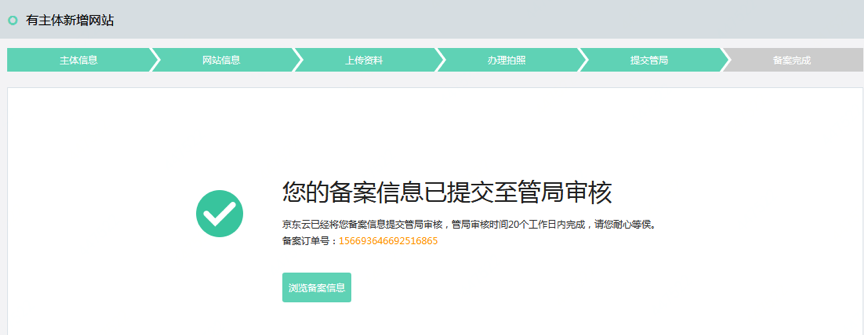 有主体新增网站
主体信息
网站信息
上传资料
办理拍照
提交管局
备案完成
您的备案信息已提交至管局审核
京东云已经将您备案信息提交管局审核，管局审核时间20个工作日内完成，请您耐心等侯。
备案订单号：156693646692516865
浏览备案信息